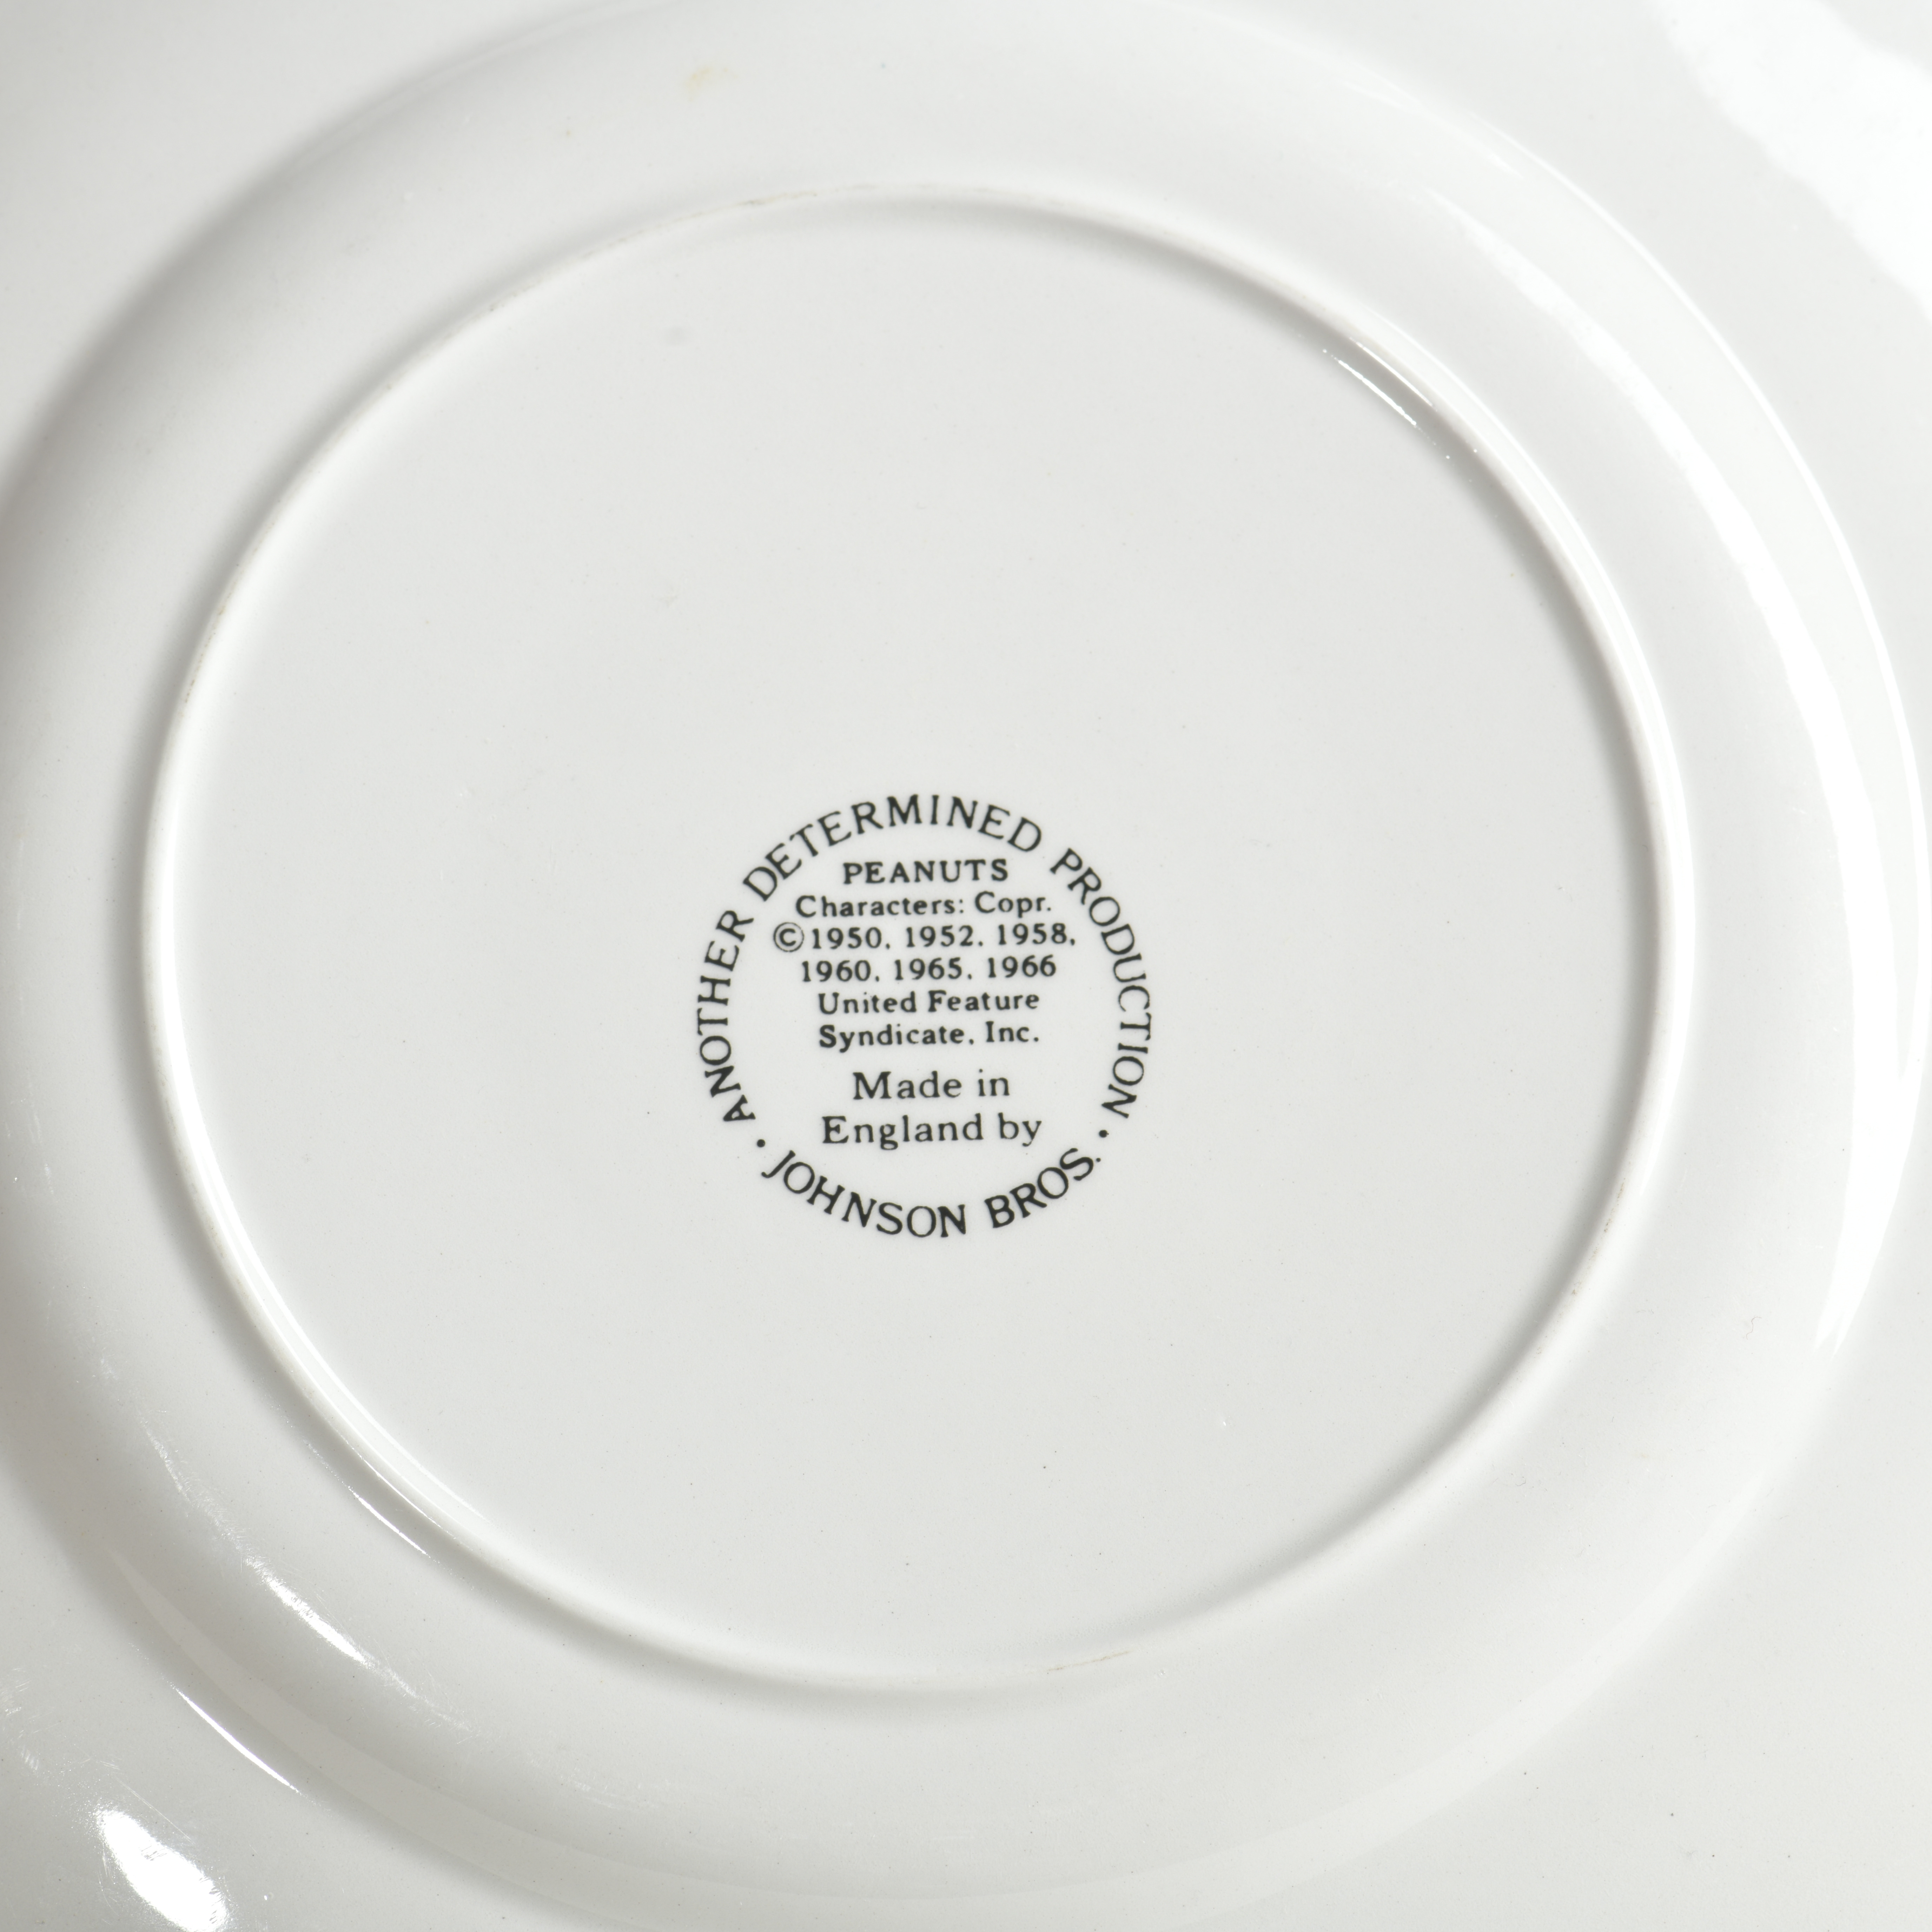 ANOTHER DETERMINED PRODUCTION
PEANUTS
Characters: Copr.
©1950, 1952, 1958,
1960, 1965, 1966
United Feature
Syndicate, Inc.
Made in
England by
• JOHNSON BROS. •